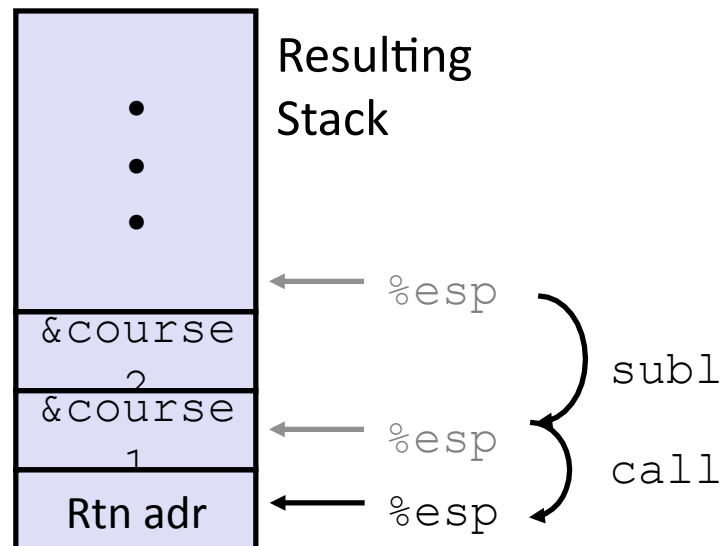 Resulting
Stack
%esp
&course
2
subl
&course
1
%esp
call
Rtn adr
%esp